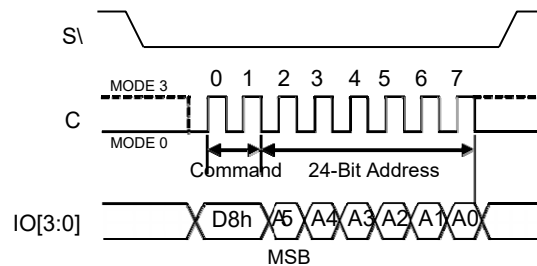 S\
MODE 3
0 1 2 3 4 5 6 7
C
MODE 0
Command 24-Bit Address
IO[3:0] D8h A5 A4 A3 A2 A1 A0
MSB